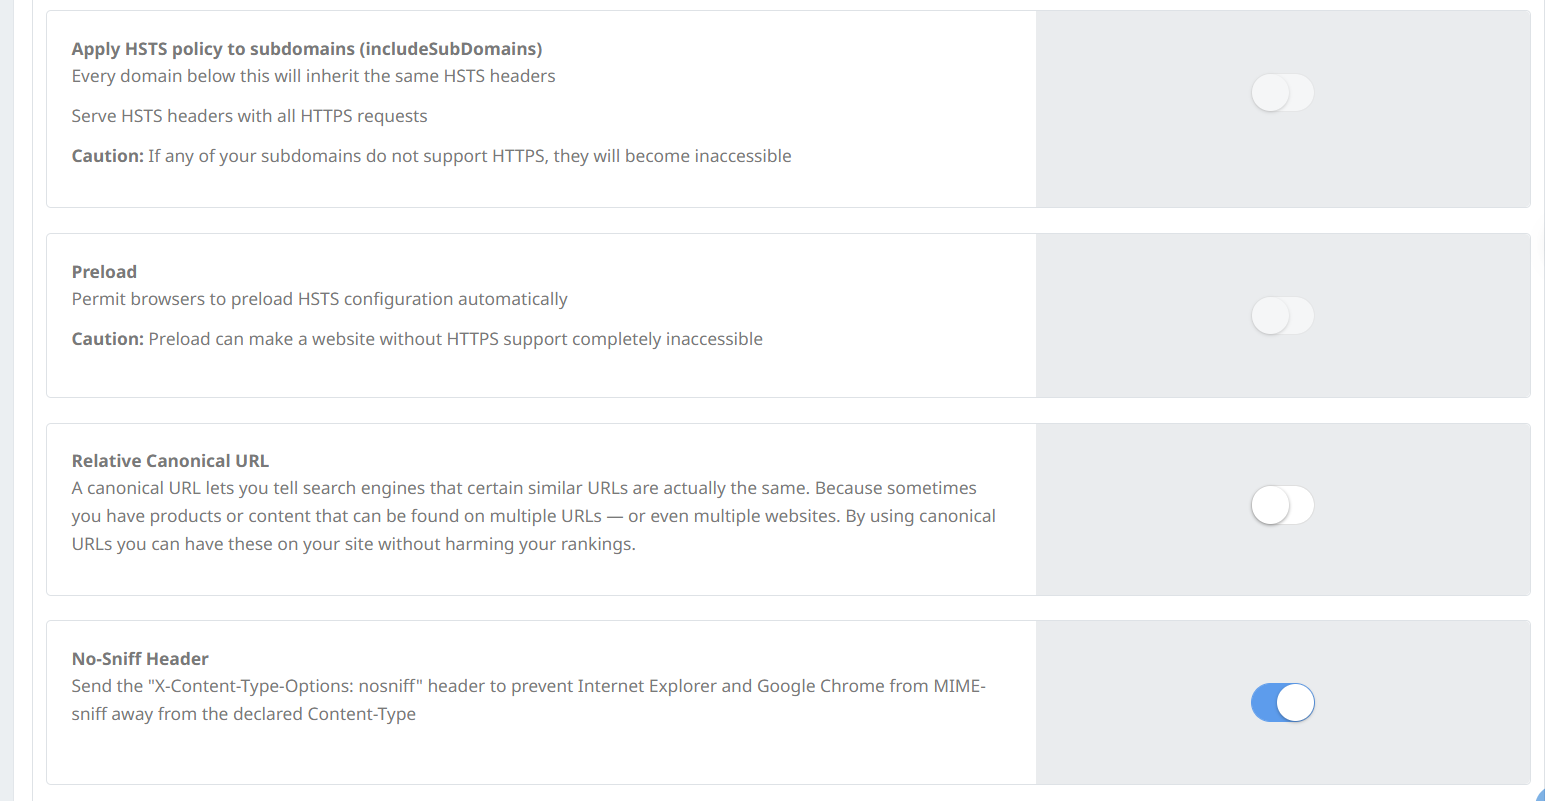 Apply HSTS policy to subdomains (includeSubDomains)
Every domain below this will inherit the same HSTS headers
Serve HSTS headers with all HTTPS requests
Caution: If any of your subdomains do not support HTTPS, they will become inaccessible
Preload
Permit browsers to preload HSTS configuration automatically
Caution: Preload can make a website without HTTPS support completely inaccessible
Relative Canonical URL
A canonical URL lets you tell search engines that certain similar URLs are actually the same. Because sometimes
you have products or content that can be found on multiple URLs — or even multiple websites. By using canonical
URLs you can have these on your site without harming your rankings.
No-Sniff Header
Send the "X-Content-Type-Options: nosniff" header to prevent Internet Explorer and Google Chrome from MIME-
sniff away from the declared Content-Type